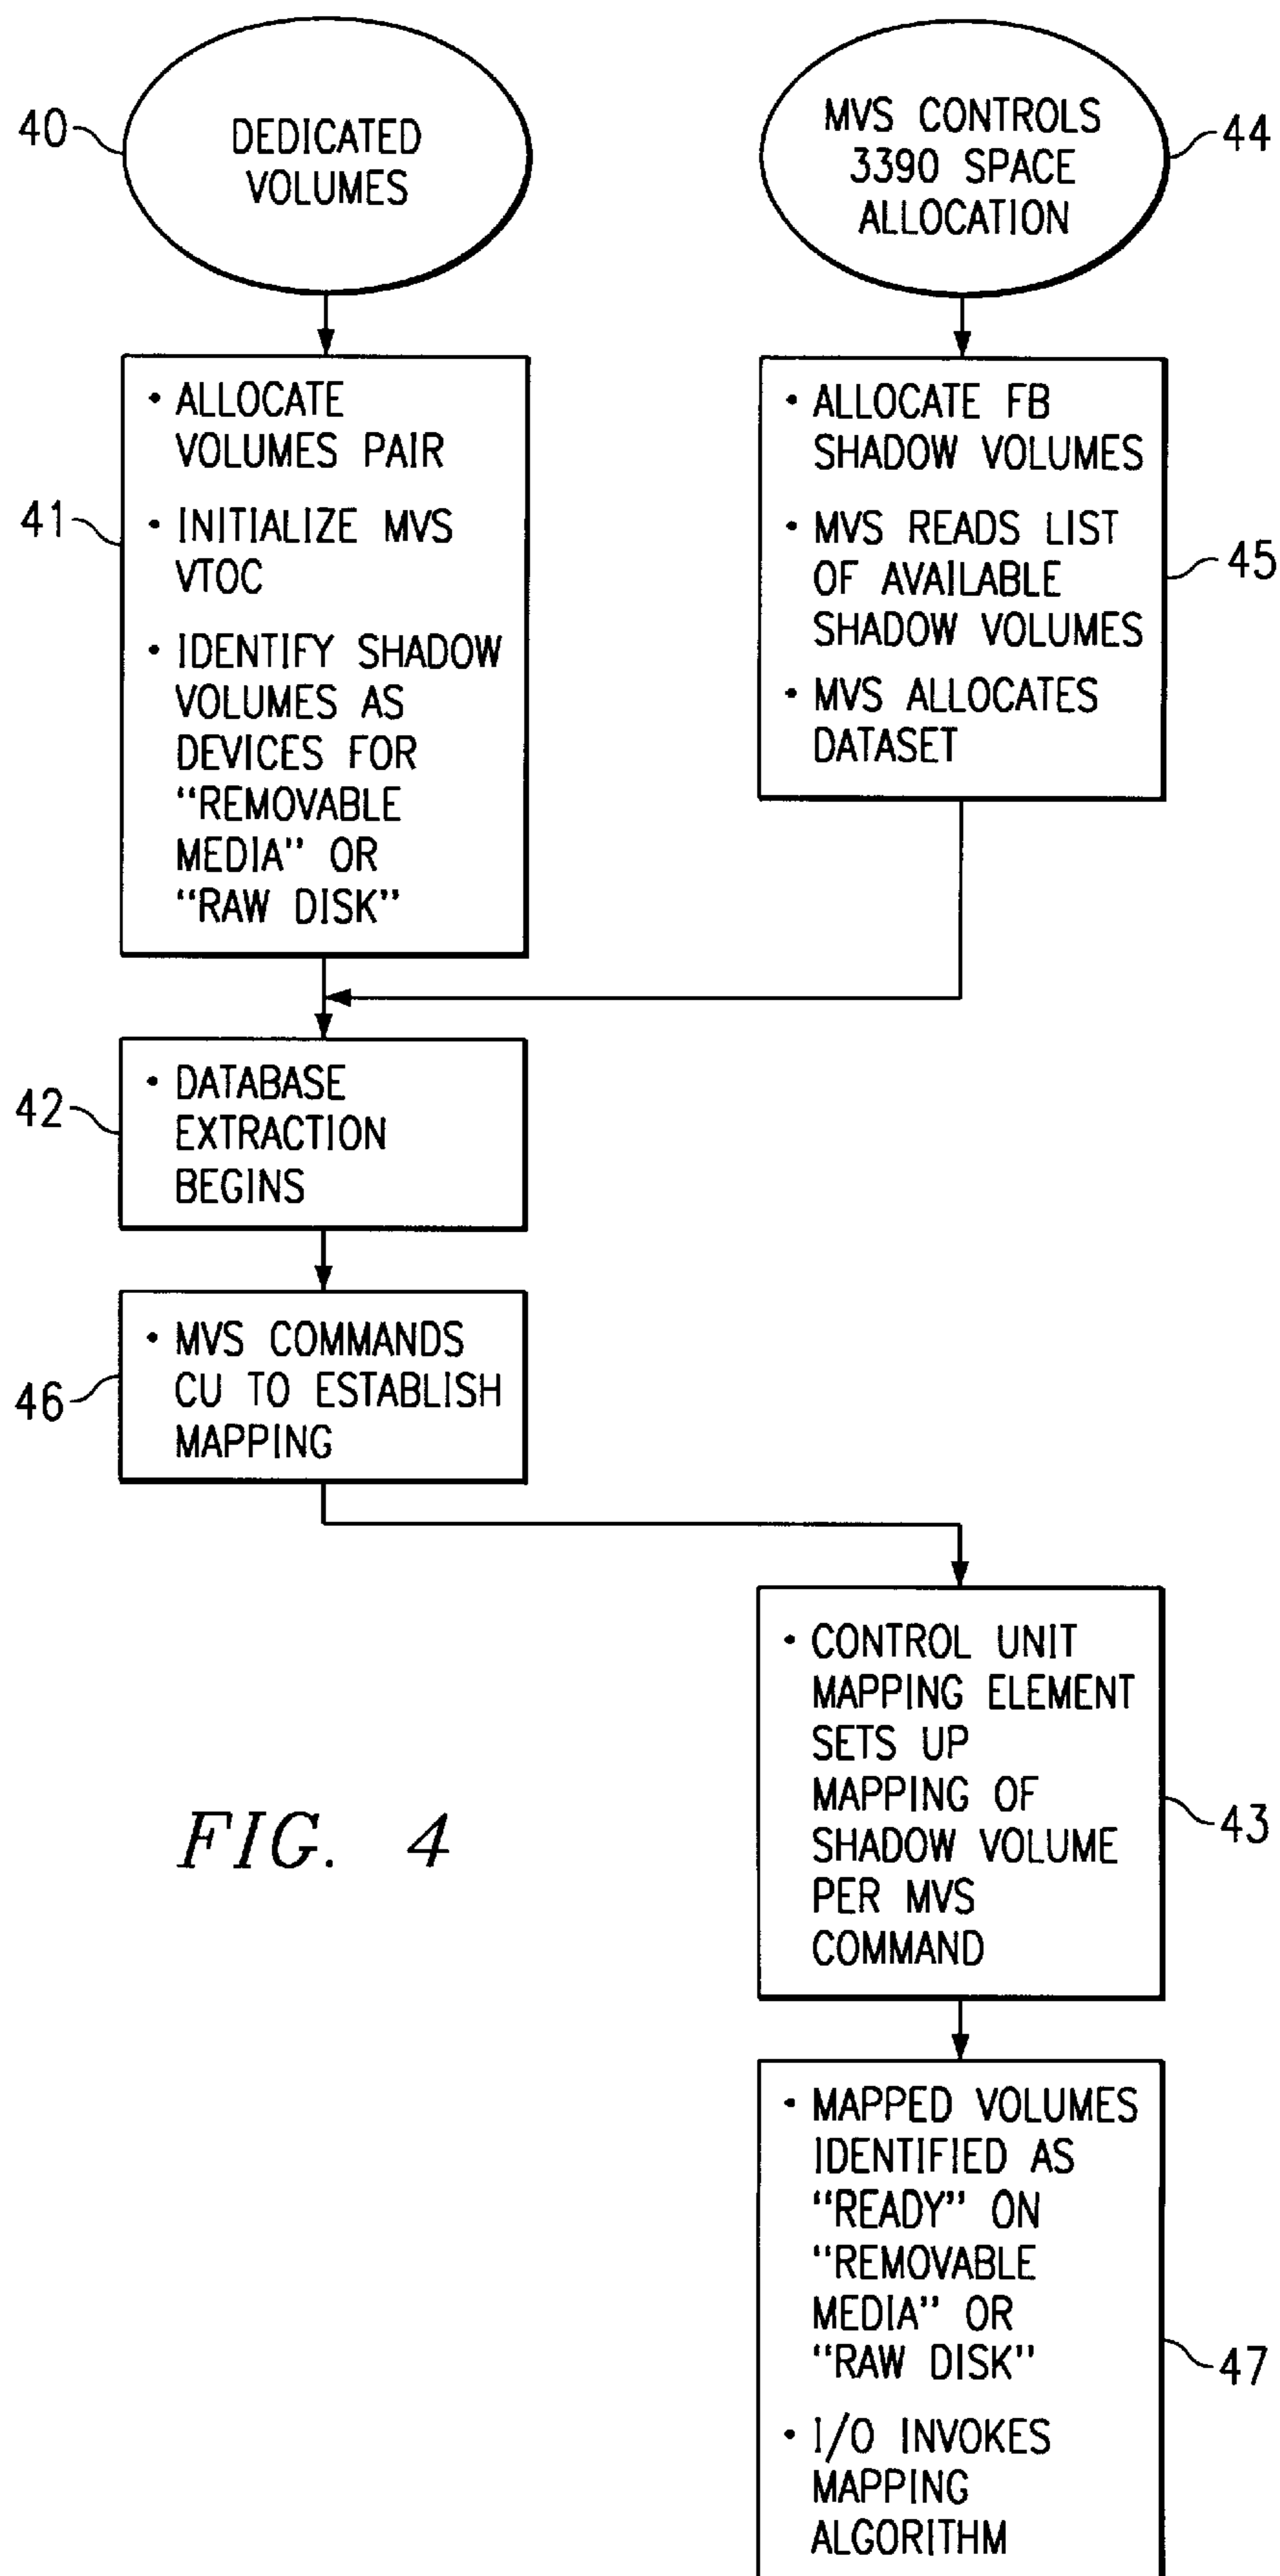 40
DEDICATED
VOLUMES
MVS CONTROLS
3390 SPACE
ALLOCATION
44
• ALLOCATE
VOLUMES PAIR
• INITIALIZE MVS
VTOC
• IDENTIFY SHADOW
VOLUMES AS
DEVICES FOR
“REMOVABLE
MEDIA” OR
“RAW DISK”
41
• ALLOCATE FB
SHADOW VOLUMES
• MVS READS LIST
OF AVAILABLE
SHADOW VOLUMES
• MVS ALLOCATES
DATASET
45
42
• DATABASE
EXTRACTION
BEGINS
46
• MVS COMMANDS
CU TO ESTABLISH
MAPPING
• CONTROL UNIT
MAPPING ELEMENT
SETS UP
MAPPING OF
SHADOW VOLUME
PER MVS
COMMAND
43
FIG. 4
• MAPPED VOLUMES
IDENTIFIED AS
“READY” ON
“REMOVABLE
MEDIA” OR
“RAW DISK”
• I/O INVOKES
MAPPING
ALGORITHM
47